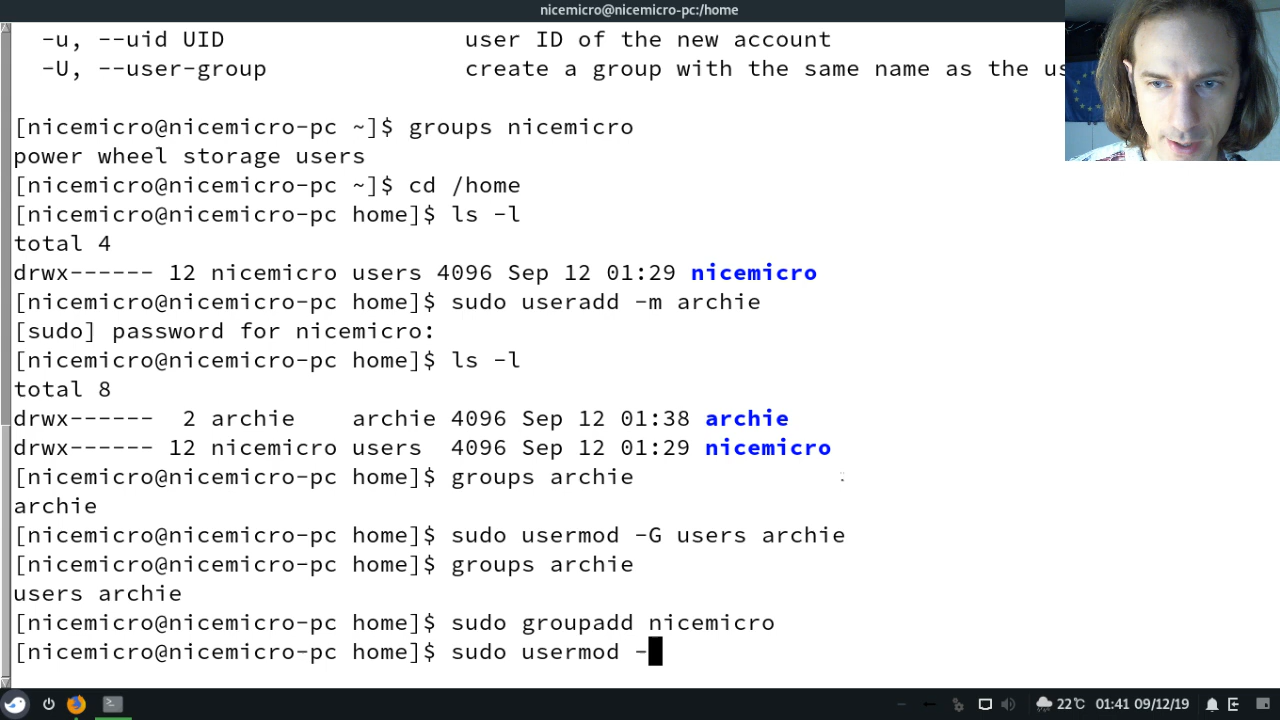 nicemicro@nicemicro-pc:/home
-u, --uid UID user ID of the new account
-U, --user-group create a group with the same name as the us
[nicemicro@nicemicro-pc ~]$ groups nicemicro
power wheel storage users
[nicemicro@nicemicro-pc ~]$ cd /home
[nicemicro@nicemicro-pc home]$ ls -l
total 4
drwx------ 12 nicemicro users 4096 Sep 12 01:29 nicemicro
[nicemicro@nicemicro-pc home]$ sudo useradd -m archie
[sudo] password for nicemicro:
[nicemicro@nicemicro-pc home]$ ls -l
total 8
drwx------ 2 archie archie 4096 Sep 12 01:38 archie
drwx------ 12 nicemicro users 4096 Sep 12 01:29 nicemicro
[nicemicro@nicemicro-pc home]$ groups archie
archie
[nicemicro@nicemicro-pc home]$ sudo usermod -G users archie
[nicemicro@nicemicro-pc home]$ groups archie
users archie
[nicemicro@nicemicro-pc home]$ sudo groupadd nicemicro
[nicemicro@nicemicro-pc home]$ sudo usermod -
22°C 01:41 09/12/19